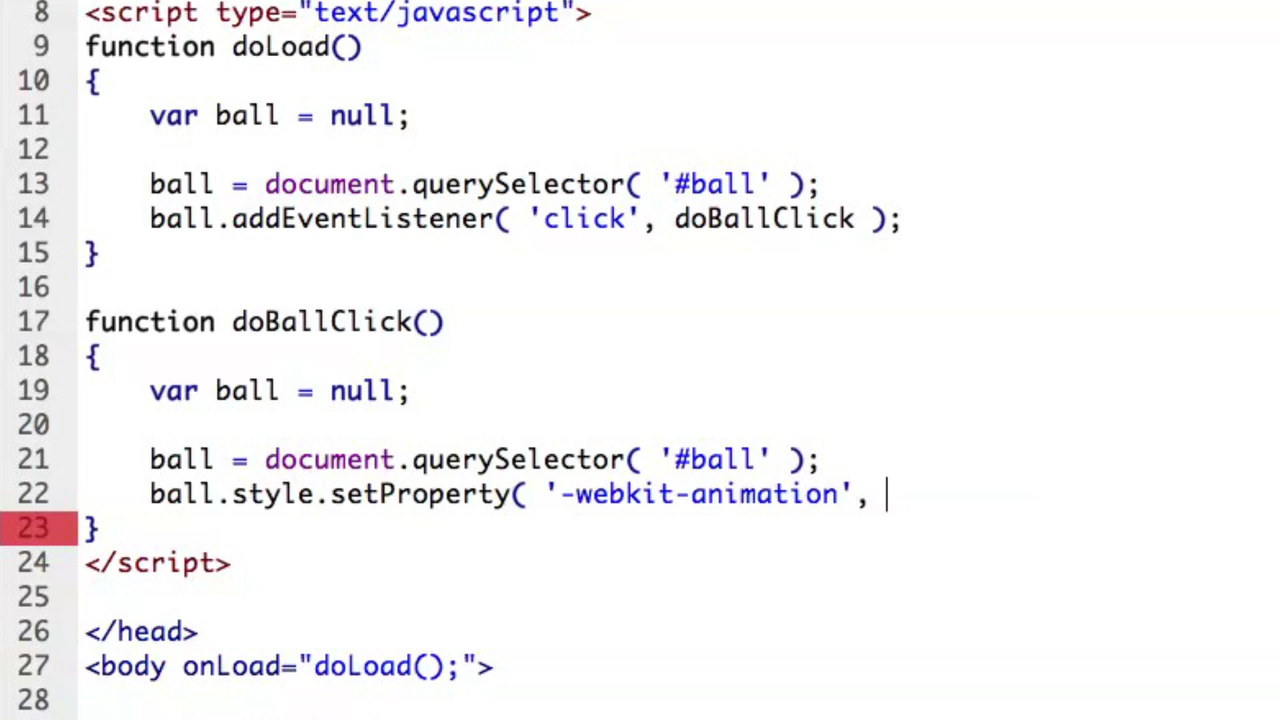 8 <script type="text/javascript">
9 function doLoad()
10 {
11     var ball = null;
12
13     ball = document.querySelector( '#ball' );
14     ball.addEventListener( 'click', doBallClick );
15 }
16
17 function doBallClick()
18 {
19     var ball = null;
20
21     ball = document.querySelector( '#ball' );
22     ball.style.setProperty( '-webkit-animation',
23 }
24 </script>
25
26 </head>
27 <body onLoad="doLoad();">
28